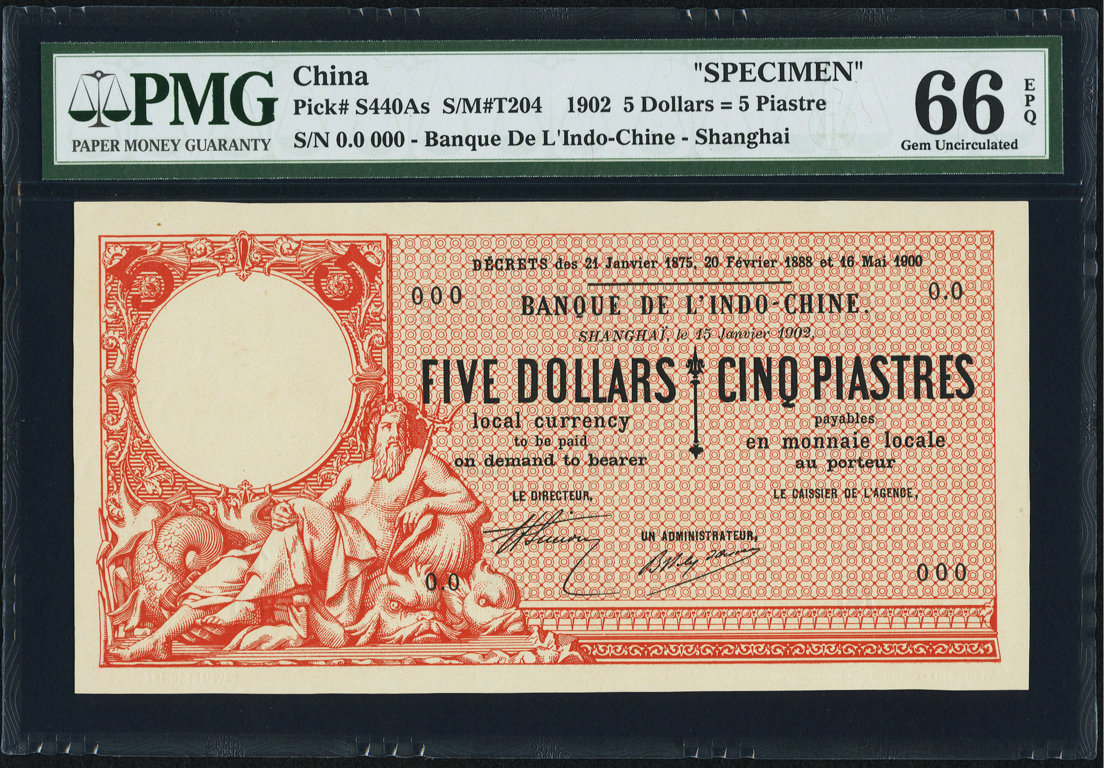 PMG
PAPER MONEY GUARANTY
China "SPECIMEN"
Pick# S440As S/M#T204 1902 5 Dollars = 5 Piastre
S/N 0.0 000 - Banque De L'Indo-Chine - Shanghai
66 EPQ
Gem Uncirculated
5 5
DÉCRETS des 21 Janvier 1875, 20 Février 1888 et 16 Mai 1900
000 0.0
BANQUE DE L'INDO-CHINE.
SHANGHAÏ, le 15 Janvier 1902,
FIVE DOLLARS CINQ PIASTRES
local currency payables
to be paid en monnaie locale
on demand to bearer au porteur
LE DIRECTEUR, LE CAISSIER DE L'AGENCE,
UN ADMINISTRATEUR,
0.0 000